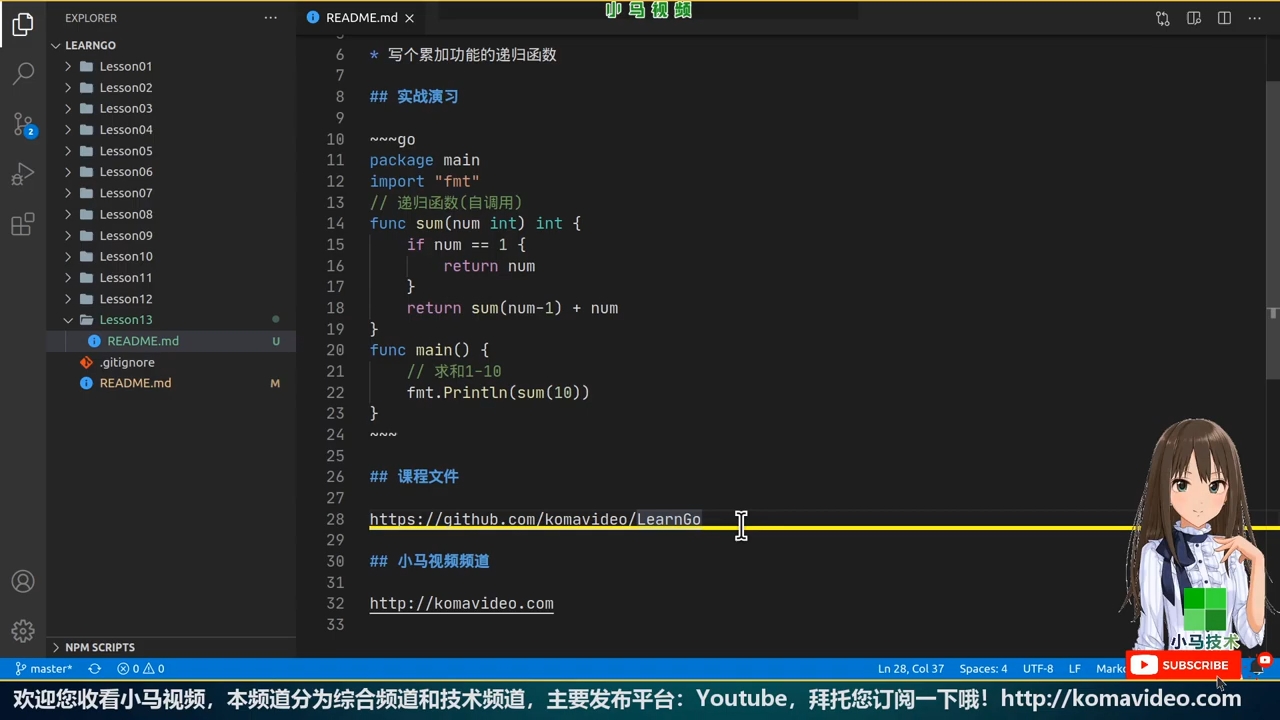 小马视频
EXPLORER
README.md
LEARNGO
Lesson01
Lesson02
Lesson03
Lesson04
Lesson05
Lesson06
Lesson07
Lesson08
Lesson09
Lesson10
Lesson11
Lesson12
Lesson13
README.md U
.gitignore
README.md M
NPM SCRIPTS
2
6 * 写个累加功能的递归函数
7
8 ## 实战演习
9
10 ~~~go
11 package main
12 import "fmt"
13 // 递归函数(自调用)
14 func sum(num int) int {
15 if num == 1 {
16 return num
17 }
18 return sum(num-1) + num
19 }
20 func main() {
21 // 求和1-10
22 fmt.Println(sum(10))
23 }
24 ~~~
25
26 ## 课程文件
27
28 https://github.com/komavideo/LearnGo
29
30 ## 小马视频频道
31
32 http://komavideo.com
33
小马技术
SUBSCRIBE
master* 0 0 Ln 28, Col 37 Spaces: 4 UTF-8 LF
欢迎您收看小马视频，本频道分为综合频道和技术频道，主要发布平台：Youtube，拜托您订阅一下哦！http://komavideo.com